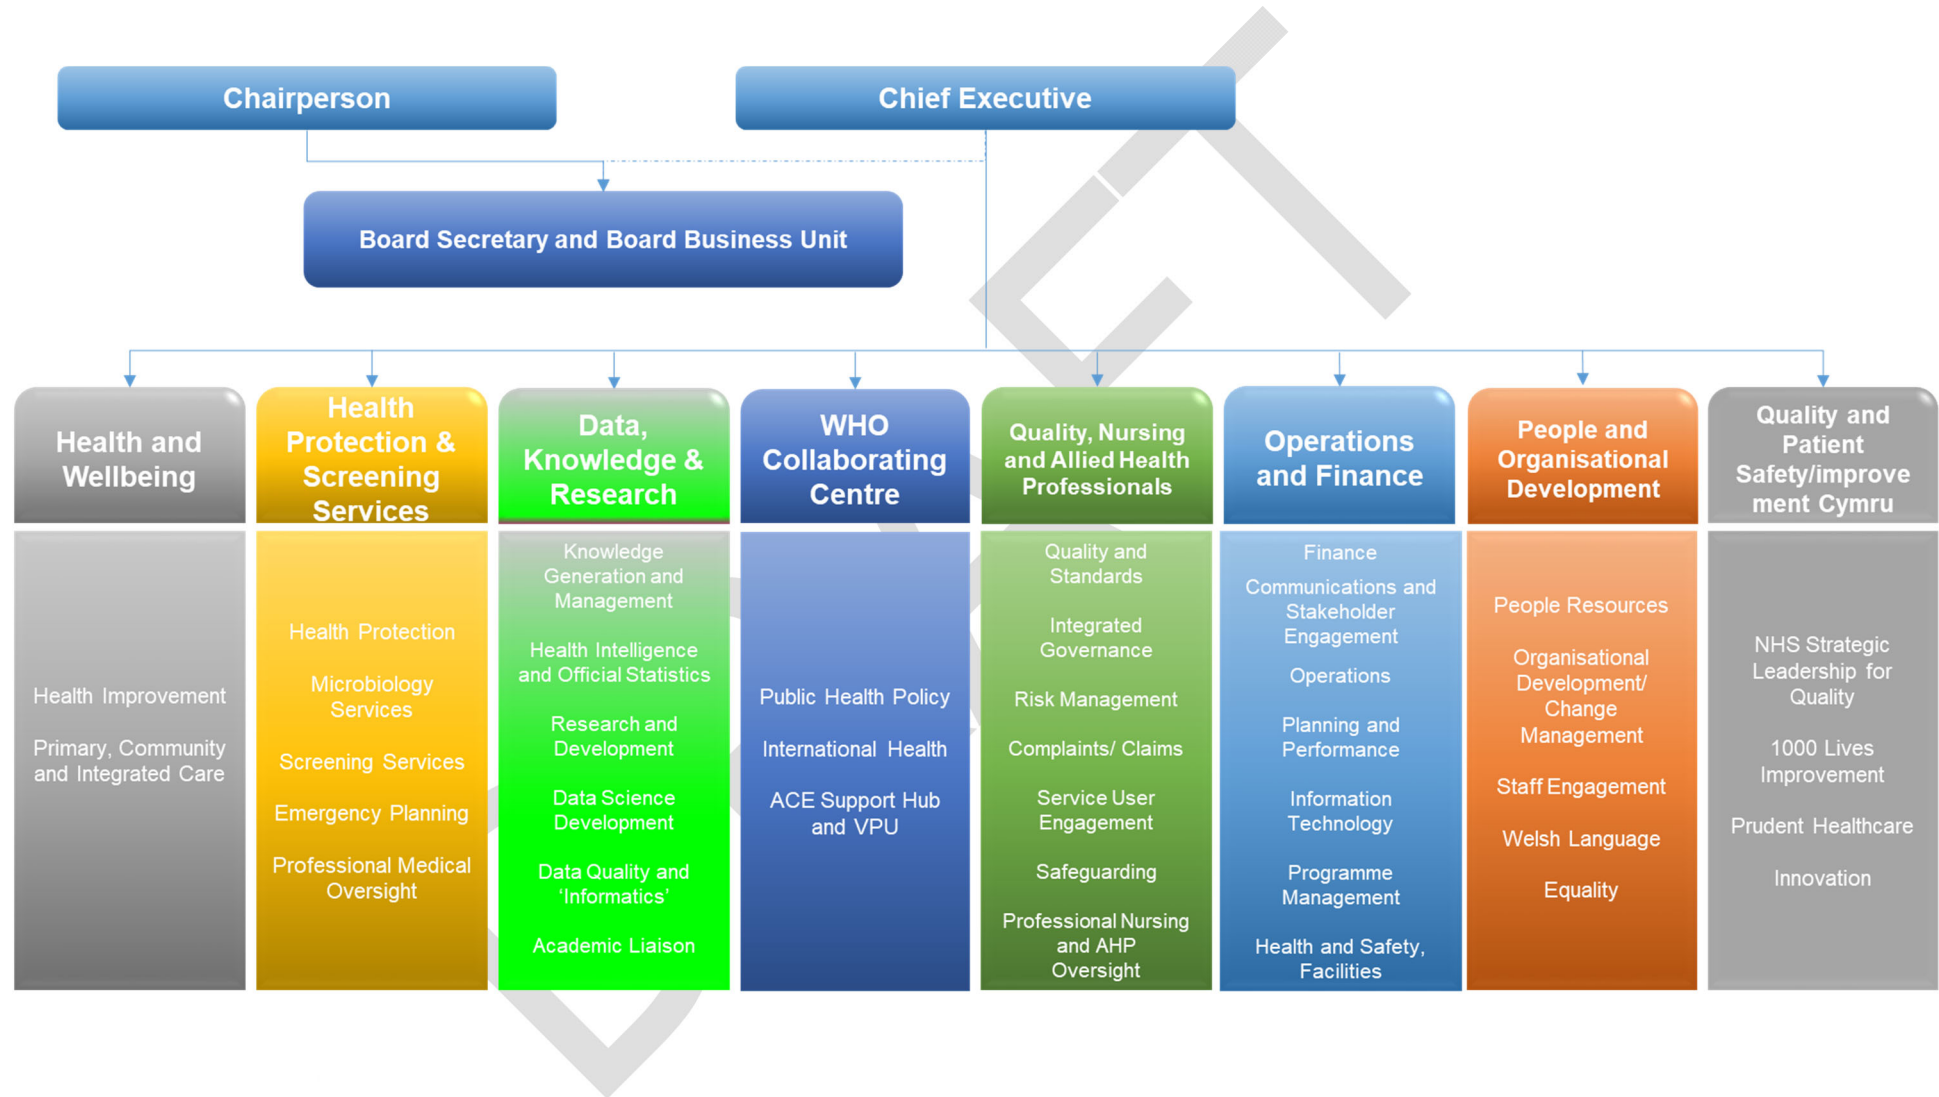 Chairperson
Chief Executive
Board Secretary and Board Business Unit
Health and
Wellbeing
Health
Protection &
Screening
Services
Data,
Knowledge &
Research
WHO
Collaborating
Centre
Quality, Nursing
and Allied Health
Professionals
Operations
and Finance
People and
Organisational
Development
Quality and
Patient
Safety/improve
ment Cymru
Health Improvement
Primary, Community
and Integrated Care
Health Protection
Microbiology
Services
Screening Services
Emergency Planning
Professional Medical
Oversight
Knowledge
Generation and
Management
Health Intelligence
and Official Statistics
Research and
Development
Data Science
Development
Data Quality and
‘Informatics’
Academic Liaison
Public Health Policy
International Health
ACE Support Hub
and VPU
Quality and
Standards
Integrated
Governance
Risk Management
Complaints/ Claims
Service User
Engagement
Safeguarding
Professional Nursing
and AHP
Oversight
Finance
Communications and
Stakeholder
Engagement
Operations
Planning and
Performance
Information
Technology
Programme
Management
Health and Safety,
Facilities
People Resources
Organisational
Development/
Change
Management
Staff Engagement
Welsh Language
Equality
NHS Strategic
Leadership for
Quality
1000 Lives
Improvement
Prudent Healthcare
Innovation